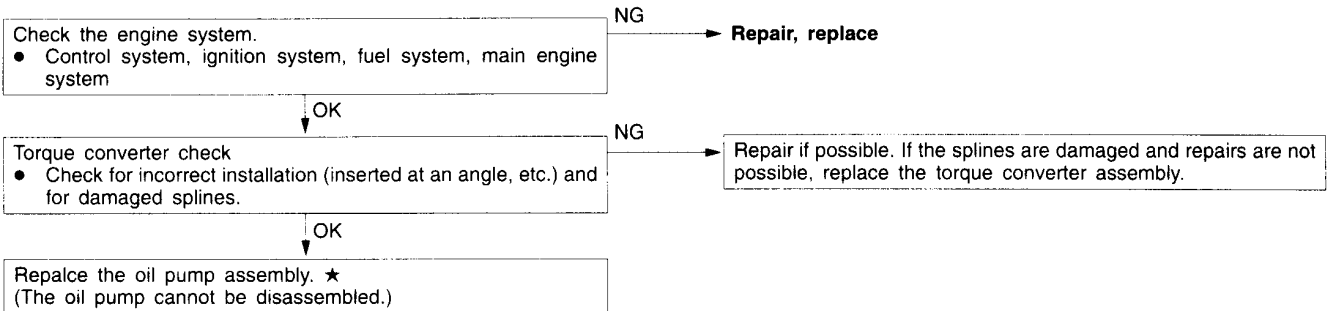 Check the engine system.
NG
Repair, replace
● Control system, ignition system, fuel system, main engine
system
OK
Torque converter check
NG
● Check for incorrect installation (inserted at an angle, etc.) and
for damaged splines.
Repair if possible. If the splines are damaged and repairs are not
possible, replace the torque converter assembly.
OK
Repalce the oil pump assembly. ★
(The oil pump cannot be disassembled.)